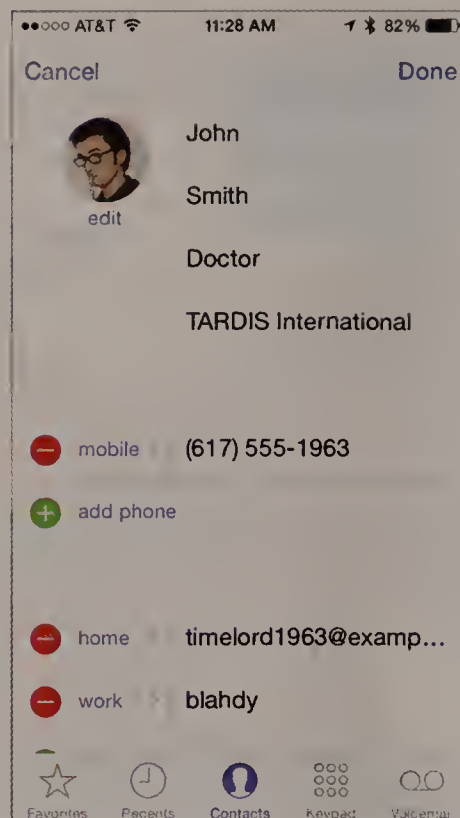 AT&T 11:28 AM 82%
Cancel Done
John
edit
Smith
Doctor
TARDIS International
mobile (617) 555-1963
add phone
home timelord1963@examp...
work blahdy
Favorites Recents Contacts Keypad Voicemail